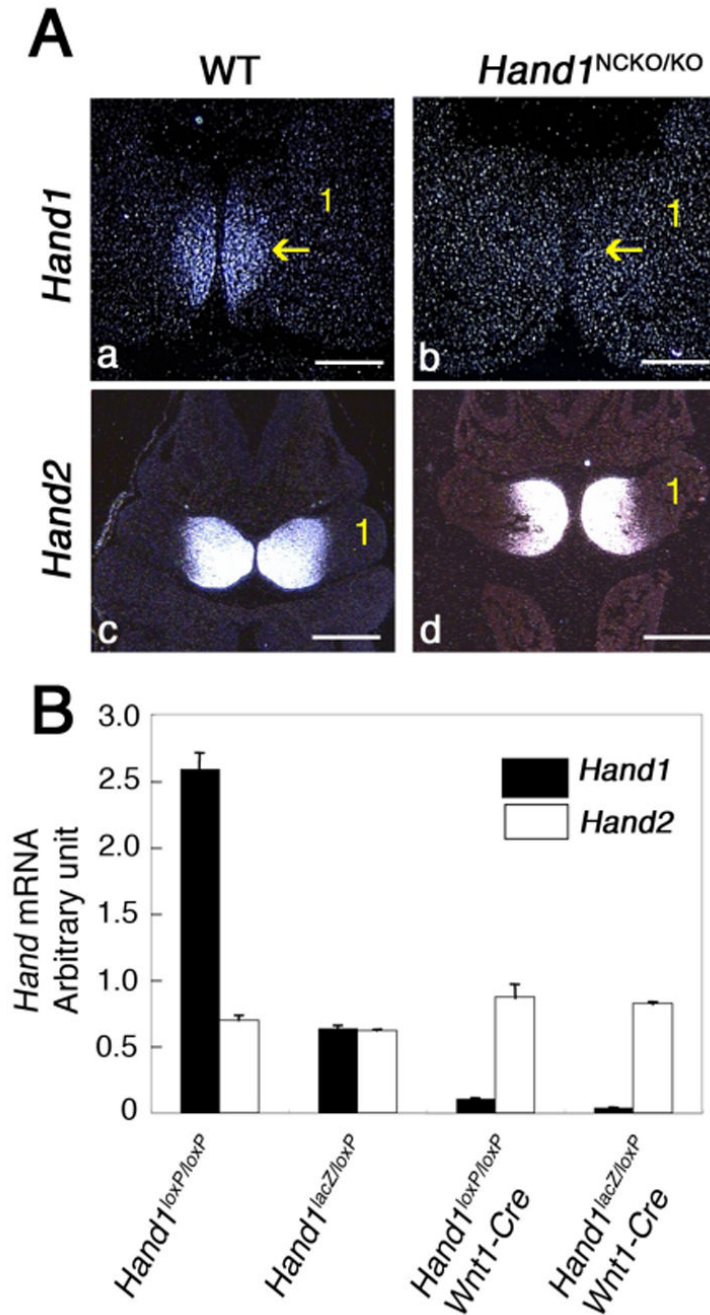 A
WT
Hand1NCKO/KO
Hand1
1
a
1
b
Hand2
1
c
1
d
B
Hand mRNA
Arbitrary unit
3.0
2.5
2.0
1.5
1.0
0.5
0
Hand1
Hand2
Hand1loxP/loxP
Hand1lacZ/loxP
Hand1loxP/loxP
Wnt1-Cre
Hand1lacZ/loxP
Wnt1-Cre